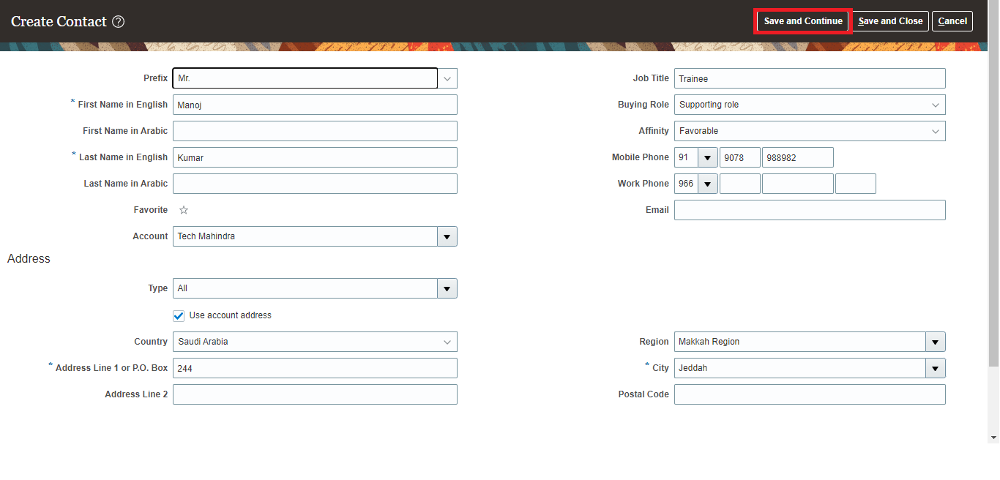 Create Contact ?
Save and Continue Save and Close Cancel
Prefix Mr.
* First Name in English Manoj
First Name in Arabic
* Last Name in English Kumar
Last Name in Arabic
Favorite
Account Tech Mahindra
Job Title Trainee
Buying Role Supporting role
Affinity Favorable
Mobile Phone 91 9078 988982
Work Phone 966
Email
Address
Type All
Use account address
Country Saudi Arabia
* Address Line 1 or P.O. Box 244
Address Line 2
Region Makkah Region
* City Jeddah
Postal Code